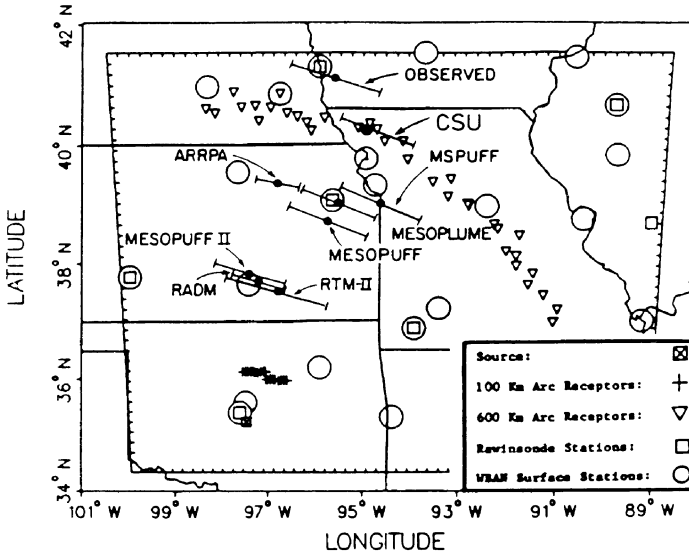 42° N
OBSERVED
CSU
40° N
ARRPA
MSPUFF
MESOPLUME
MESOPUFF II
MESOPUFF
38° N
RADM
RTM-II
LATITUDE
36° N
34° N
Source:
100 Km Arc Receptors:
600 Km Arc Receptors:
Rawinsonde Stations:
WBAN Surface Stations:
101° W 99° W 97° W 95° W 93° W 91° W 89° W
LONGITUDE